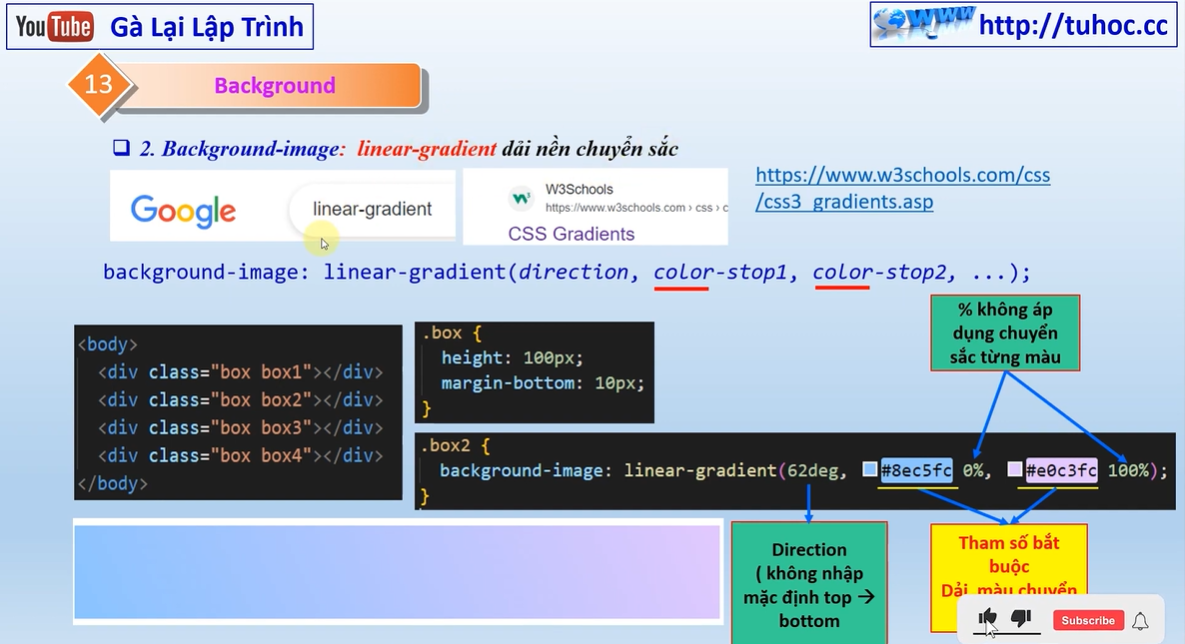 YouTube Gà Lại Lập Trình
WWW http://tuhoc.cc
13 Background
2. Background-image: linear-gradient dải nền chuyển sắc
Google linear-gradient
W3Schools
https://www.w3schools.com › css › c
CSS Gradients
https://www.w3schools.com/css
/css3_gradients.asp
background-image: linear-gradient(direction, color-stop1, color-stop2, ...);
% không áp
dụng chuyển
sắc từng màu
<body>
<div class="box box1"></div>
<div class="box box2"></div>
<div class="box box3"></div>
<div class="box box4"></div>
</body>
.box {
height: 100px;
margin-bottom: 10px;
}
.box2 {
background-image: linear-gradient(62deg, #8ec5fc 0%, #e0c3fc 100%);
}
Direction
( không nhập
mặc định top →
bottom
Tham số bắt
buộc
Dải màu chuyển
Subscribe